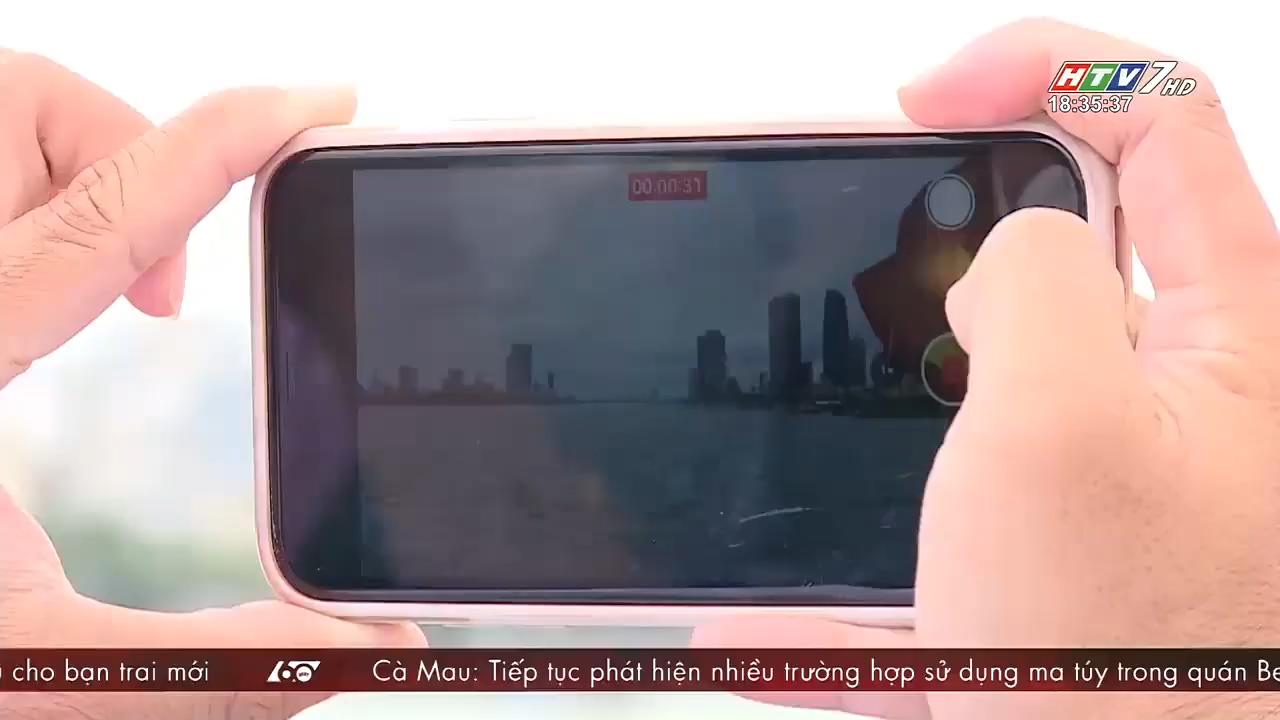 HTV7 HD
18:35:37
00:00:31
cho bạn trai mới 60 Cà Mau: Tiếp tục phát hiện nhiều trường hợp sử dụng ma túy trong quán Be